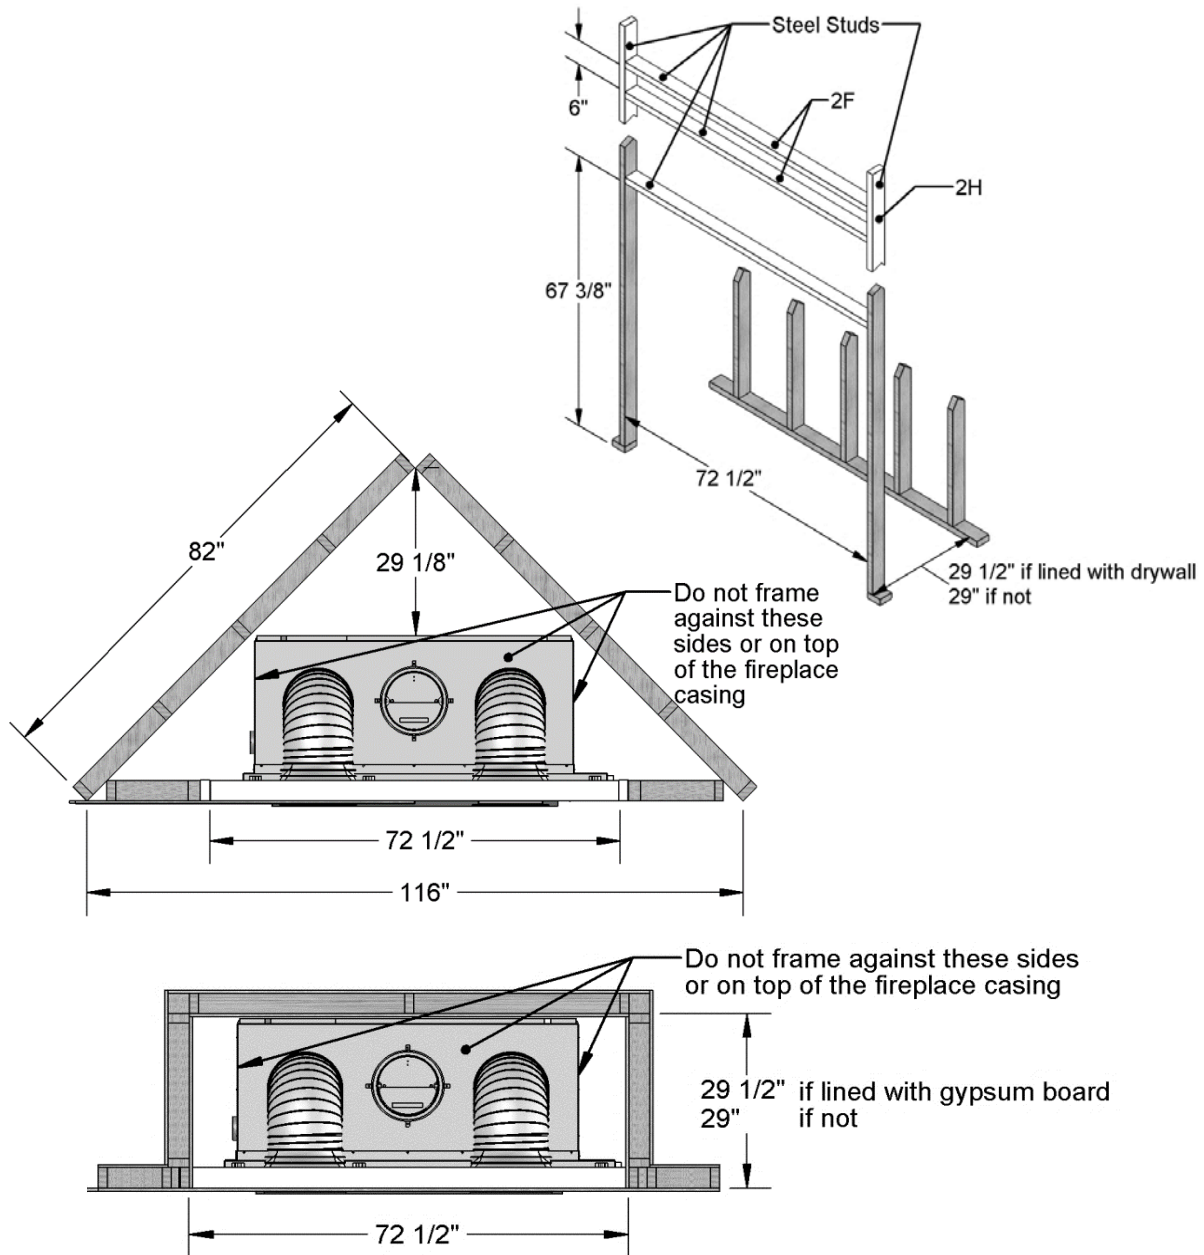 Steel Studs
6"
2F
2H
67 3/8"
72 1/2"
29 1/2" if lined with drywall
29" if not
82"
29 1/8"
Do not frame
against these
sides or on top
of the fireplace
casing
72 1/2"
116"
Do not frame against these sides
or on top of the fireplace casing
29 1/2" if lined with gypsum board
29" if not
72 1/2"